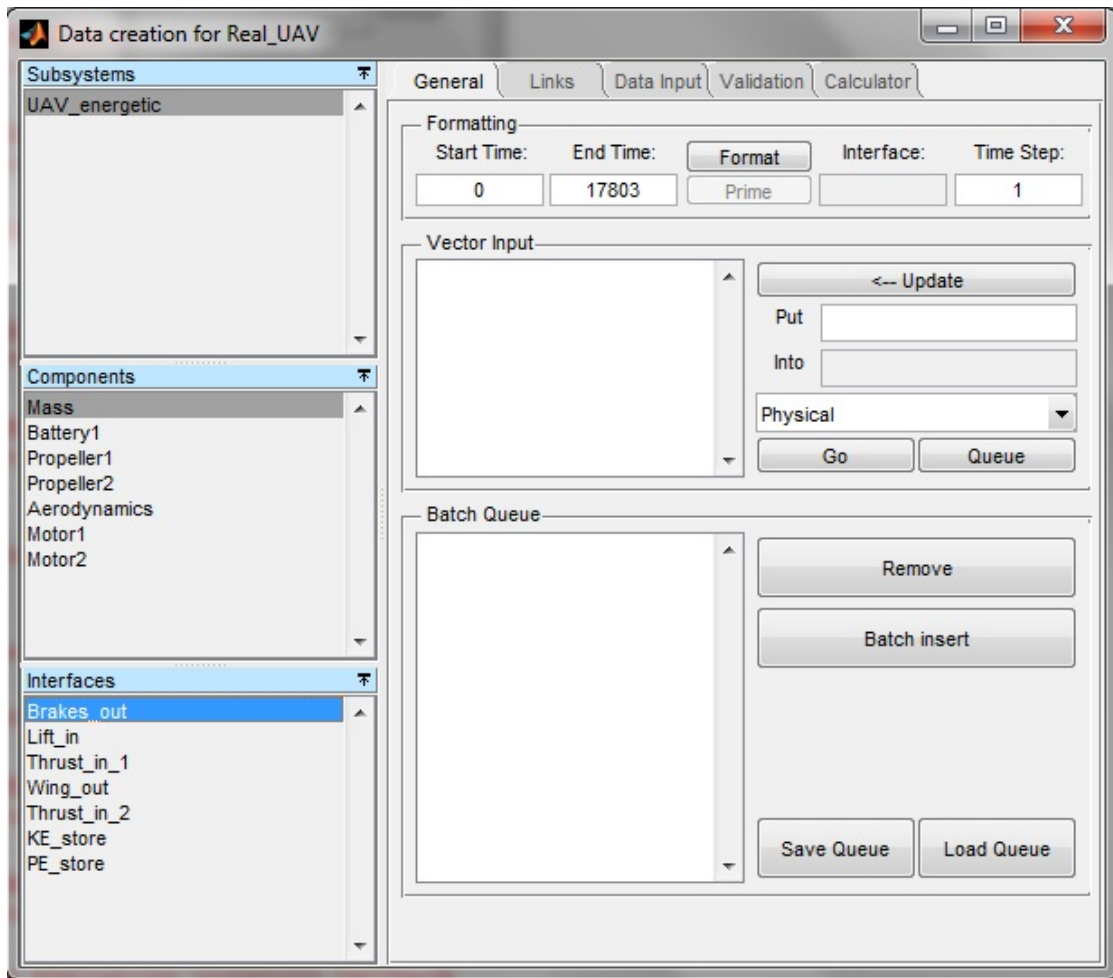 Data creation for Real_UAV
Subsystems
UAV_energetic
Components
Mass
Battery1
Propeller1
Propeller2
Aerodynamics
Motor1
Motor2
Interfaces
Brakes_out
Lift_in
Thrust_in_1
Wing_out
Thrust_in_2
KE_store
PE_store
General Links Data Input Validation Calculator
Formatting
Start Time: End Time: Format Interface: Time Step:
0 17803 Prime 1
Vector Input
<-- Update
Put
Into
Physical
Go Queue
Batch Queue
Remove
Batch insert
Save Queue Load Queue